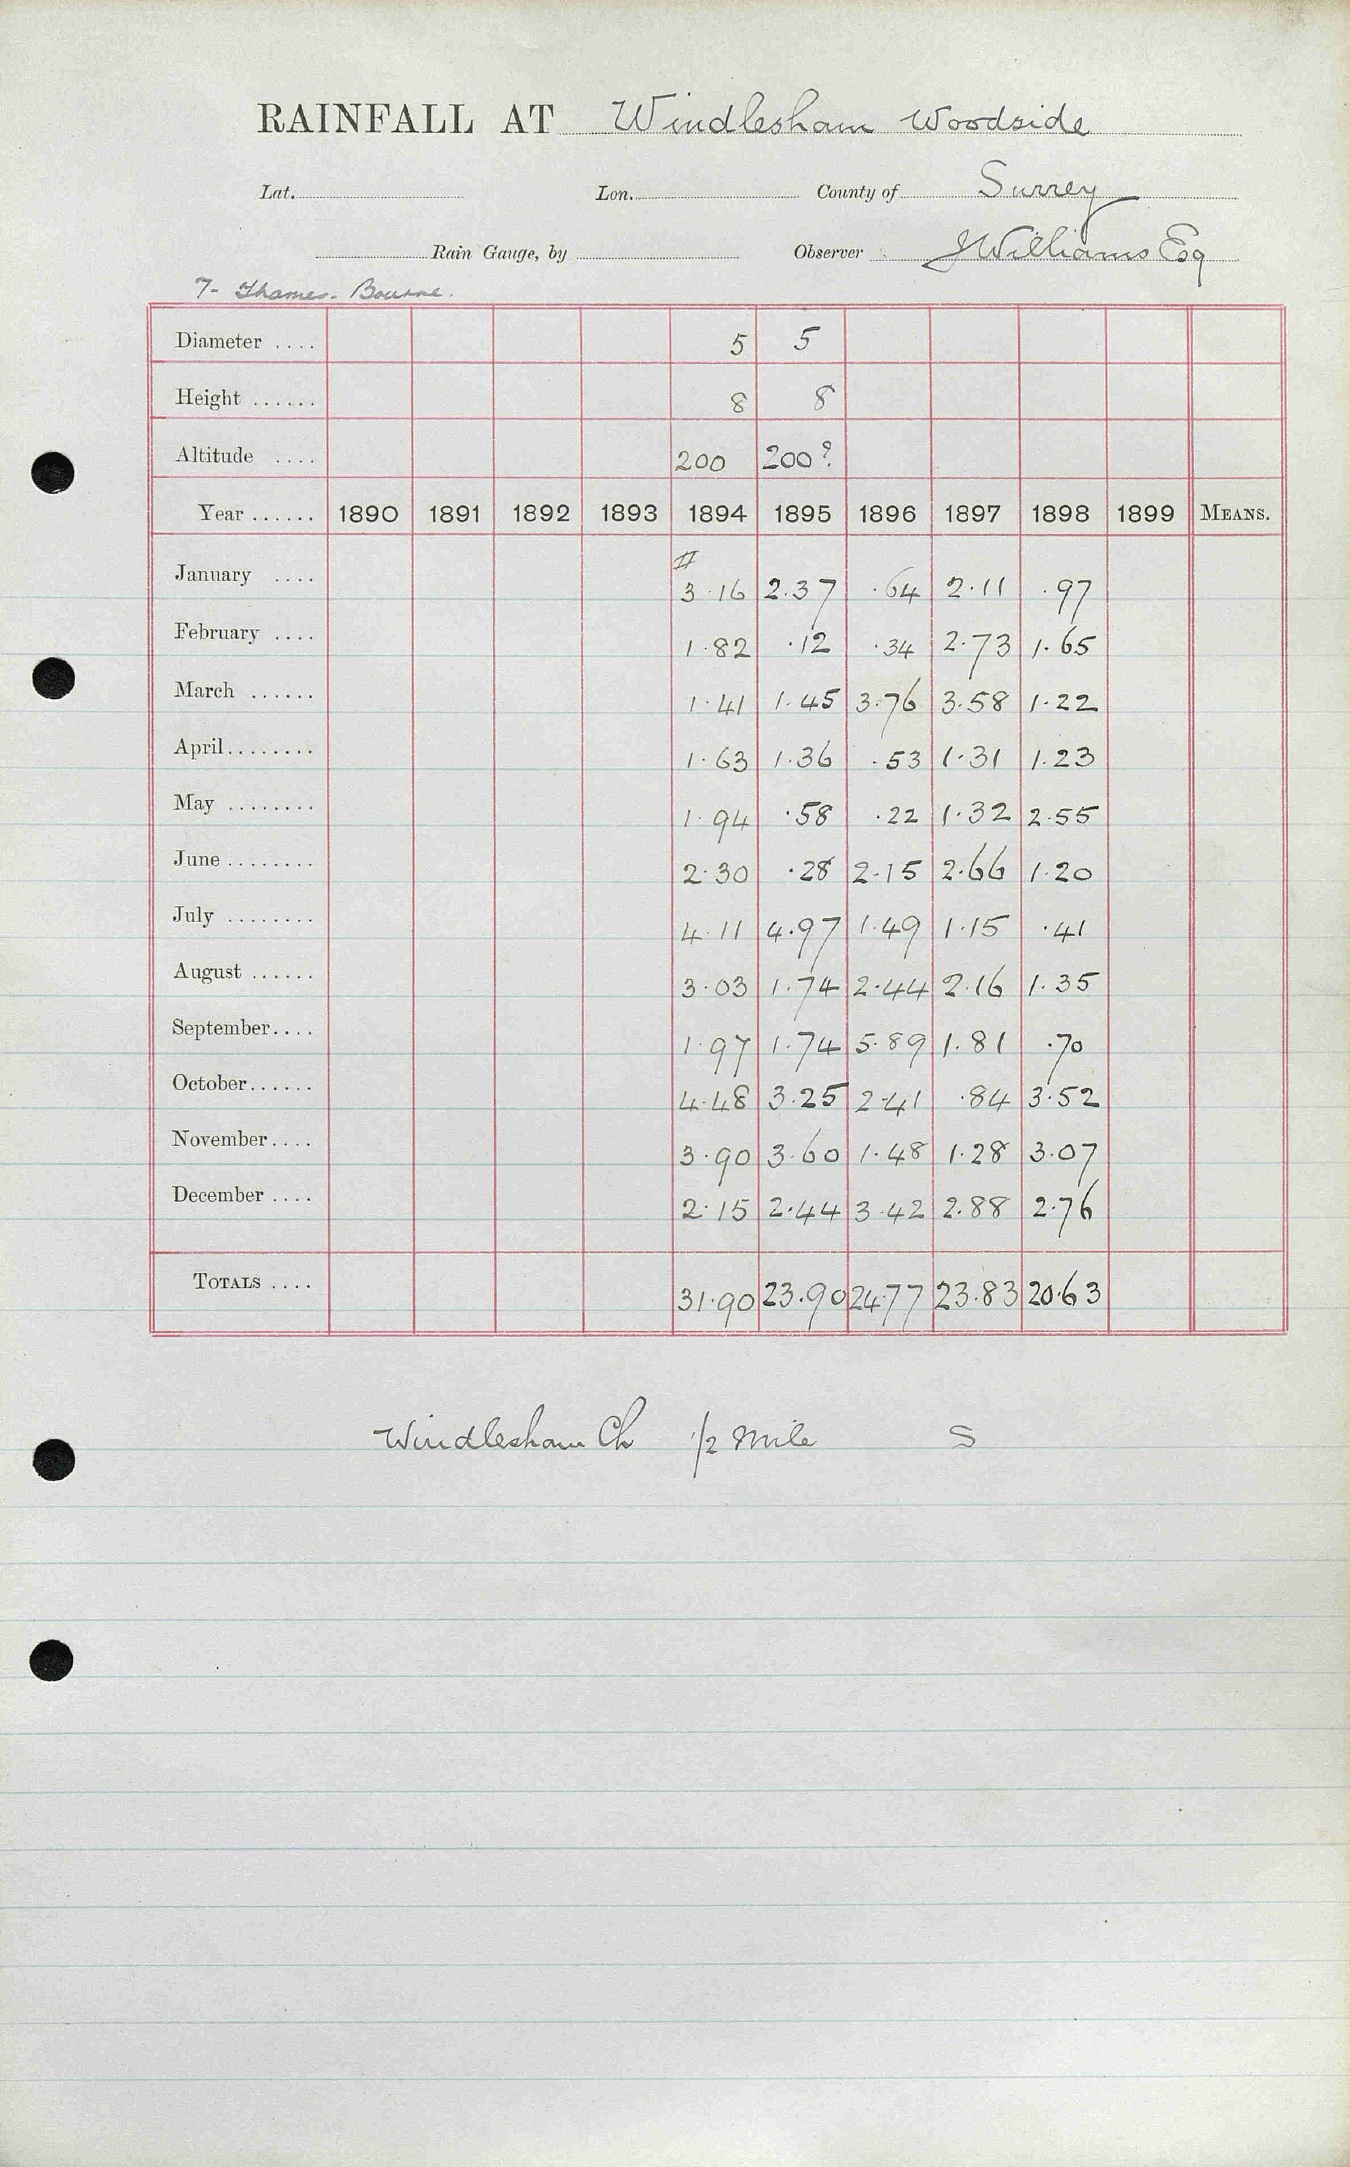 RAINFALL AT Windlesham Woodside
Lat. Lon. County of Surrey
Rain Gauge, by Observer J Williams Esq
7- Thames. Bourne.
Diameter .... 5 5
Height ...... 8 8
Altitude .... 200 200?
Year ...... 1890 1891 1892 1893 1894 1895 1896 1897 1898 1899 MEANS.
January .... 3.16 2.37 .64 2.11 .97
February .... 1.82 .12 .34 2.73 1.65
March ...... 1.41 1.45 3.76 3.58 1.22
April........ 1.63 1.36 .53 1.31 1.23
May ........ 1.94 .58 .22 1.32 2.55
June ........ 2.30 .28 2.15 2.66 1.20
July ........ 4.11 4.97 1.49 1.15 .41
August ...... 3.03 1.74 2.44 2.16 1.35
September.... 1.97 1.74 5.89 1.81 .70
October...... 4.48 3.25 2.41 .84 3.52
November.... 3.90 3.60 1.48 1.28 3.07
December .... 2.15 2.44 3.42 2.88 2.76
TOTALS .... 31.90 23.90 24.77 23.83 20.63
Windlesham Ch 1/2 Mile S